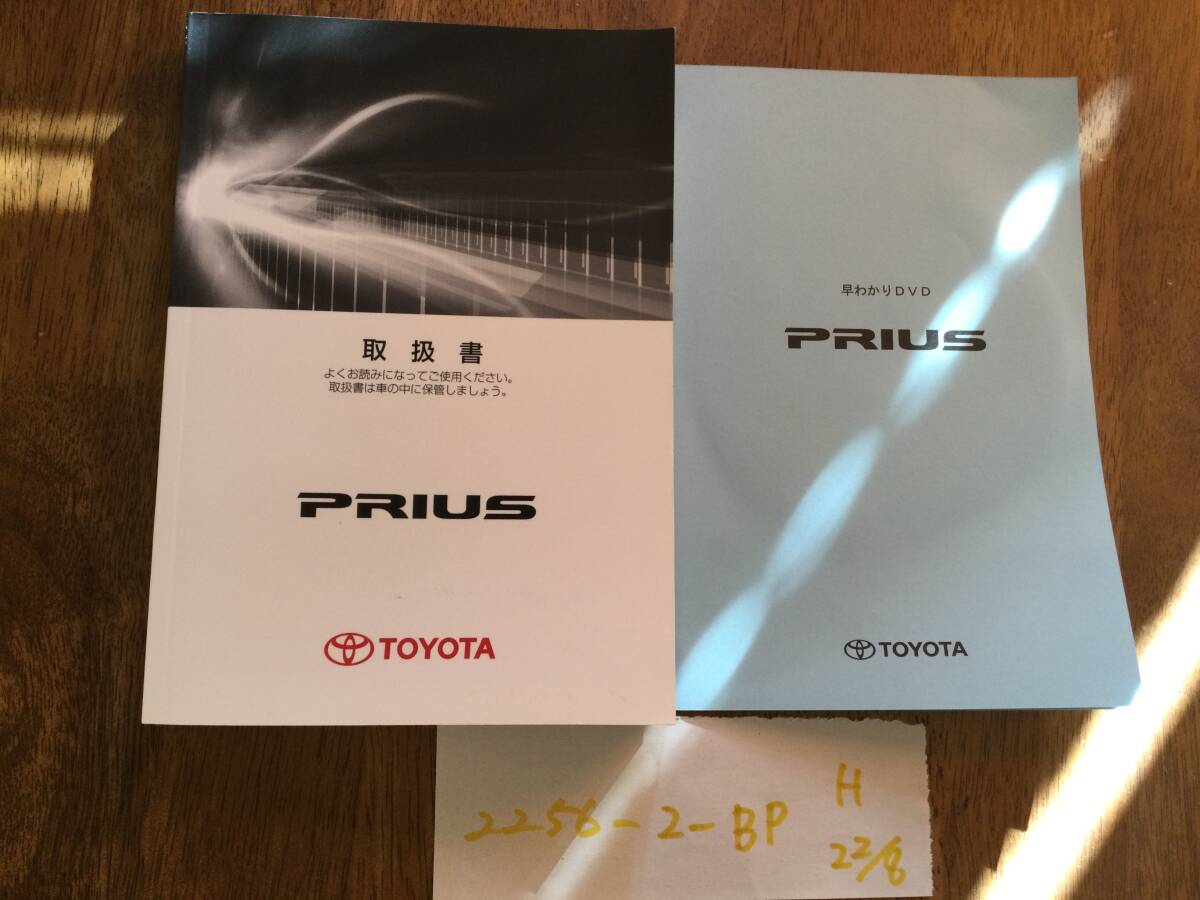 取扱書
よくお読みになってご使用ください。
取扱書は車の中に保管しましょう。
PRIUS
TOYOTA
早わかりDVD
PRIUS
TOYOTA
2256-2-BP
H
22/8